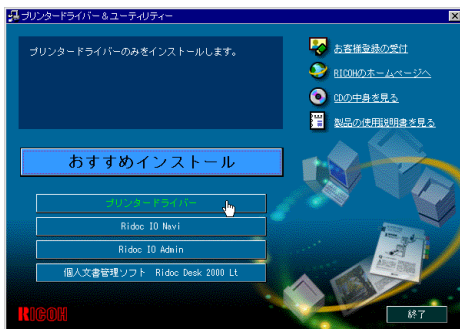 プリンタードライバー＆ユーティリティー
プリンタードライバーのみをインストールします。
お客様登録の受付
RICOHのホームページへ
CDの中身を見る
製品の使用説明書を見る
おすすめインストール
プリンタードライバー
Ridoc IO Navi
Ridoc IO Admin
個人文書管理ソフト Ridoc Desk 2000 Lt
RICOH
終了